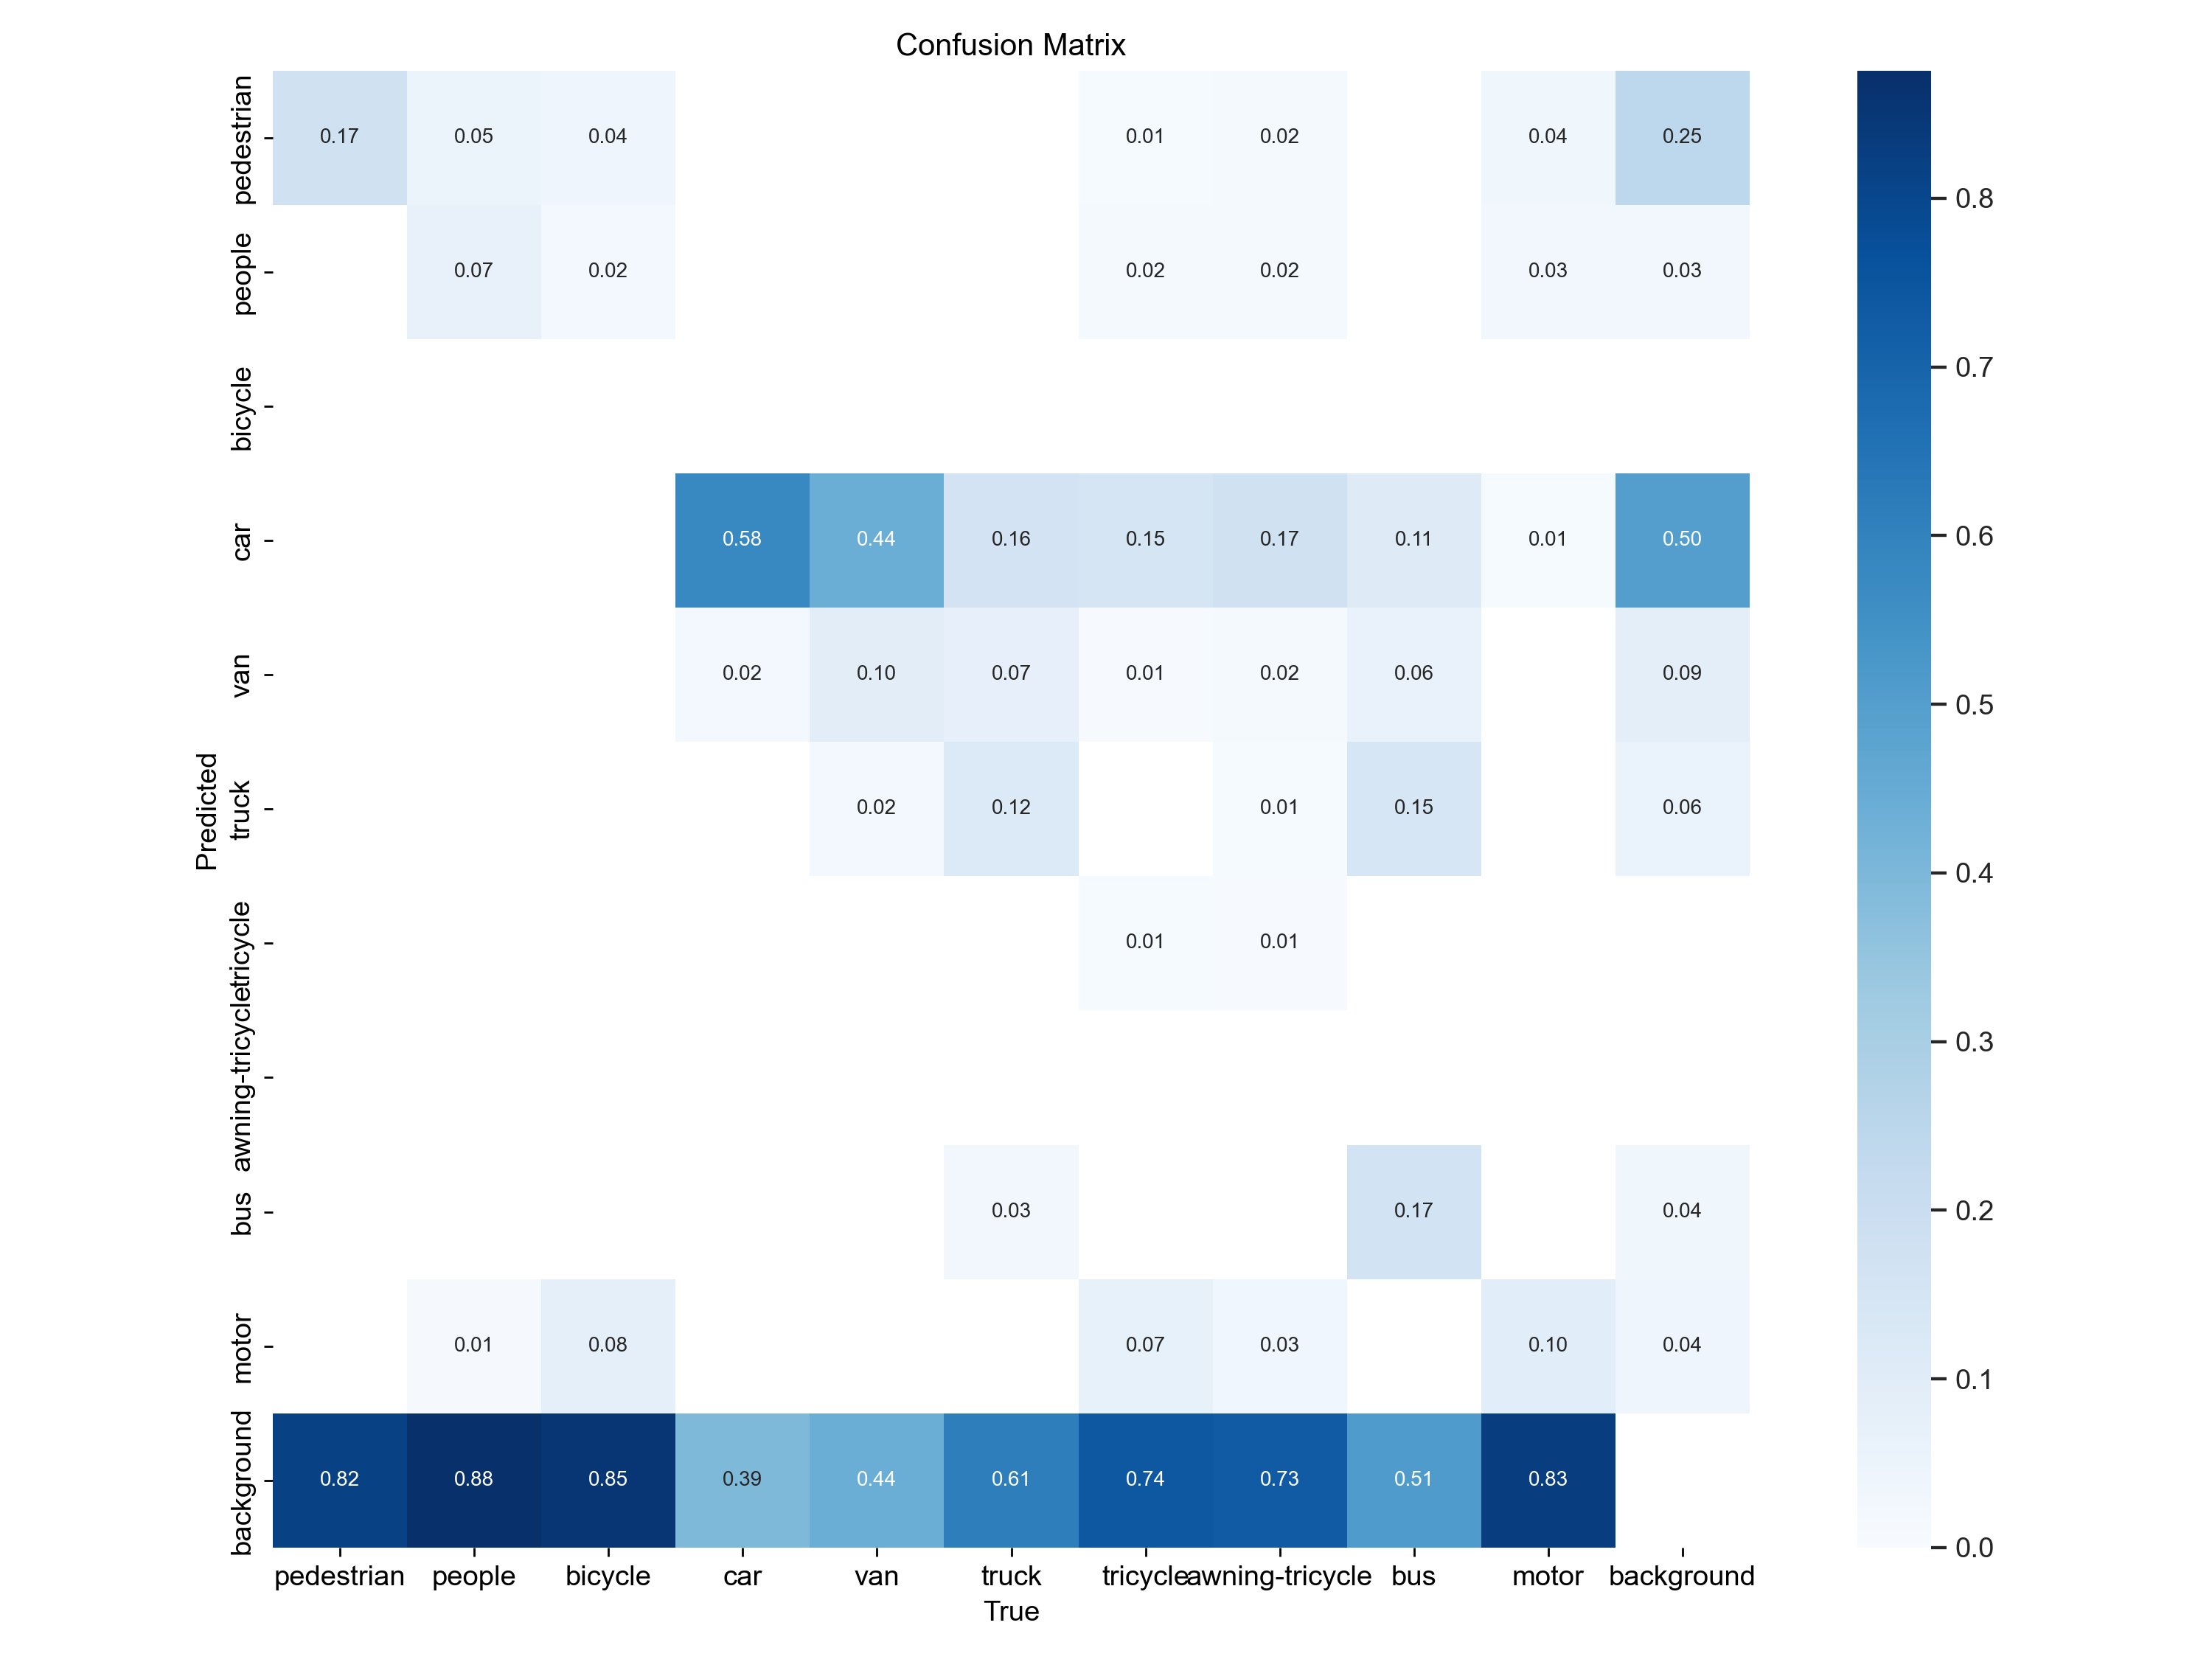 Confusion Matrix
pedestrian 0.17 0.05 0.04 0.01 0.02 0.04 0.25
people 0.07 0.02 0.02 0.02 0.03 0.03
bicycle
car 0.58 0.44 0.16 0.15 0.17 0.11 0.01 0.50
van 0.02 0.10 0.07 0.01 0.02 0.06 0.09
truck 0.02 0.12 0.01 0.15 0.06
tricycle 0.01 0.01
awning-tricycle
bus 0.03 0.17 0.04
motor 0.01 0.08 0.07 0.03 0.10 0.04
background 0.82 0.88 0.85 0.39 0.44 0.61 0.74 0.73 0.51 0.83
pedestrian people bicycle car van truck tricycle awning-tricycle bus motor background
True
Predicted
0.8
0.7
0.6
0.5
0.4
0.3
0.2
0.1
0.0